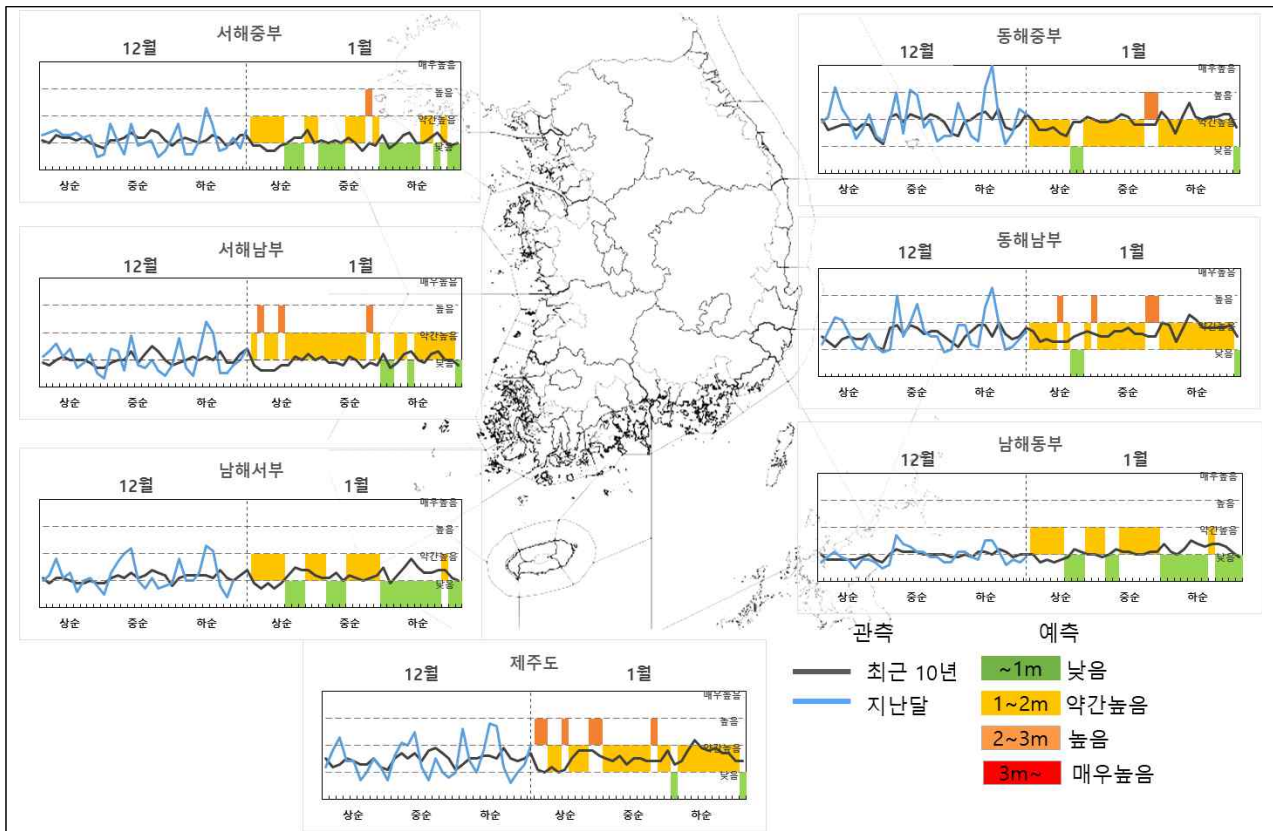 서해중부
12월
1월
매우높음
높음
약간높음
낮음
상순
중순
하순
상순
중순
하순
동해중부
12월
1월
매우높음
높음
약간높음
낮음
상순
중순
하순
상순
중순
하순
서해남부
12월
1월
매우높음
높음
약간높음
낮음
상순
중순
하순
상순
중순
하순
동해남부
12월
1월
매우높음
높음
약간높음
낮음
상순
중순
하순
상순
중순
하순
남해서부
12월
1월
매우높음
높음
약간높음
낮음
상순
중순
하순
상순
중순
하순
남해동부
12월
1월
매우높음
높음
약간높음
낮음
상순
중순
하순
상순
중순
하순
제주도
12월
1월
매우높음
높음
약간높음
낮음
상순
중순
하순
상순
중순
하순
관측
예측
최근 10년
지난달
~1m 낮음
1~2m 약간높음
2~3m 높음
3m~ 매우높음